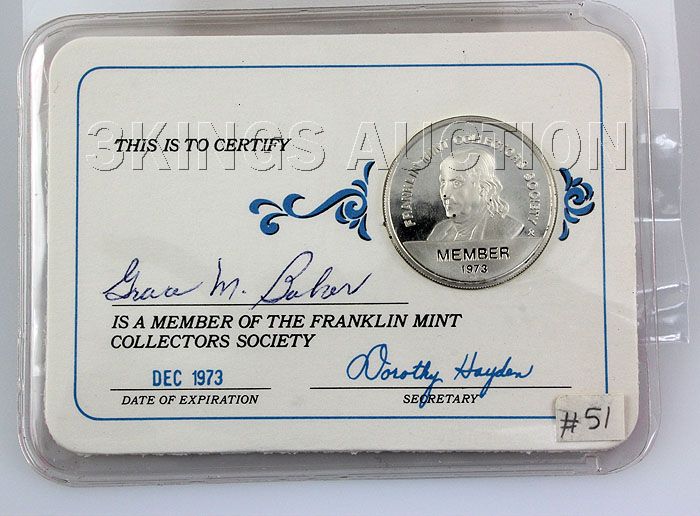 3KINGS AUCTION
THIS IS TO CERTIFY
FRANKLIN MINT COLLECTORS SOCIETY
MEMBER
1973
Grace M. Baker
IS A MEMBER OF THE FRANKLIN MINT
COLLECTORS SOCIETY
DEC 1973
Dorothy Hayden
DATE OF EXPIRATION
SECRETARY
#51